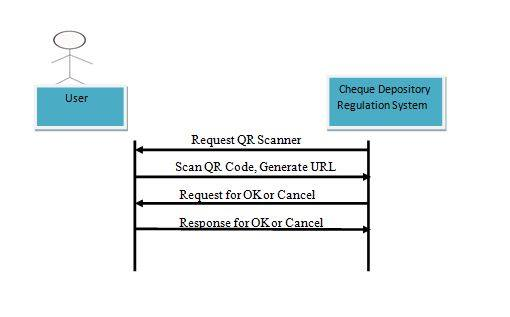 User
Cheque Depository
Regulation System
Request QR Scanner
Scan QR Code, Generate URL
Request for OK or Cancel
Response for OK or Cancel